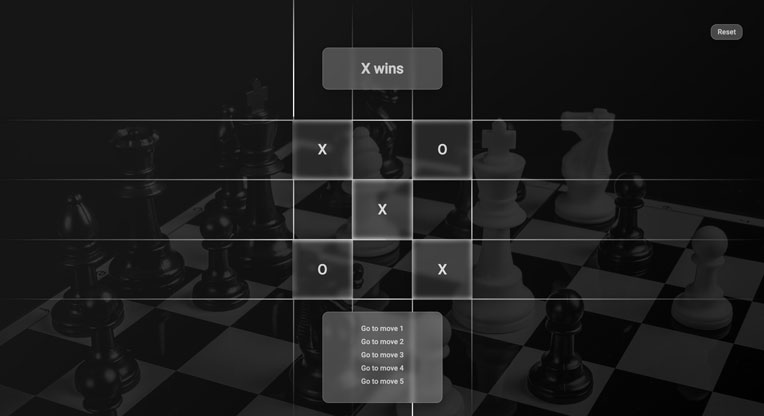 Reset
X wins
X O
X
O X
Go to move 1
Go to move 2
Go to move 3
Go to move 4
Go to move 5